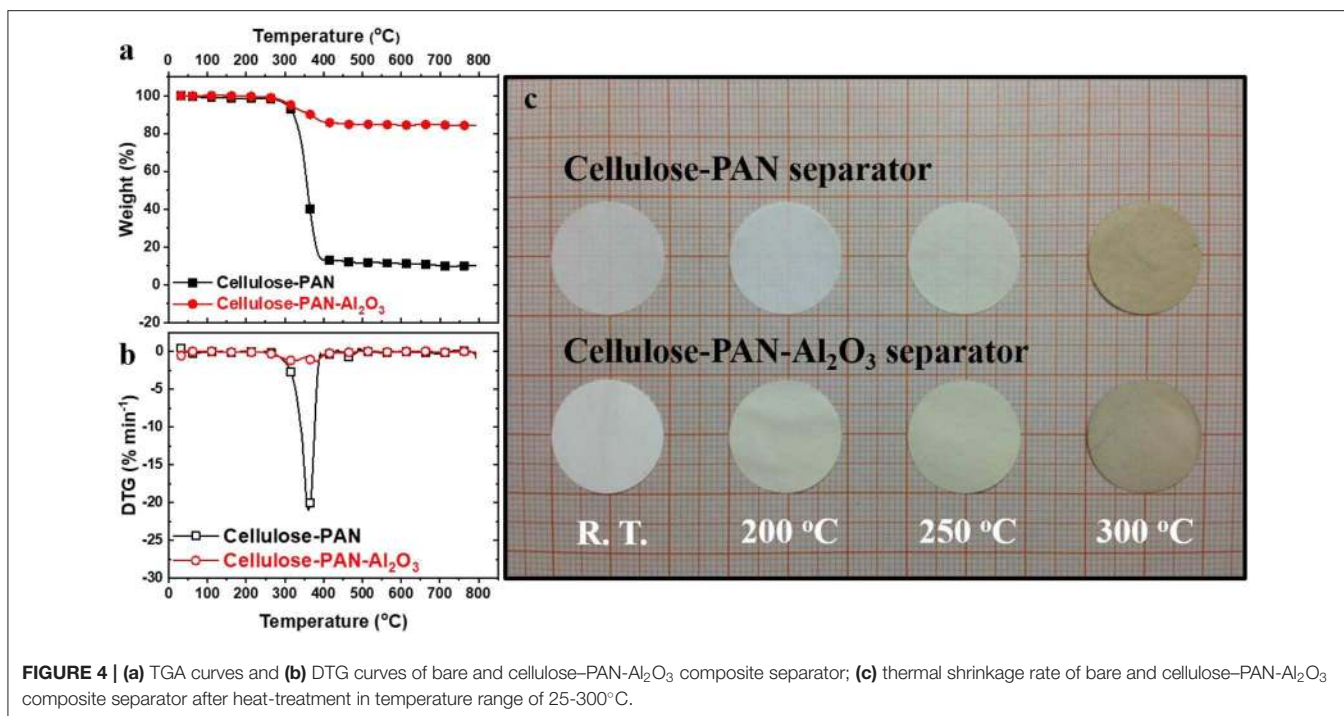 Temperature (°C)
a
0 100 200 300 400 500 600 700 800
100
80
60
40
20
0
-20
Weight (%)
Cellulose-PAN
Cellulose-PAN-Al₂O₃
b
0
-5
-10
-15
-20
-25
-30
DTG (% min⁻¹)
Cellulose-PAN
Cellulose-PAN-Al₂O₃
0 100 200 300 400 500 600 700 800
Temperature (°C)
c
Cellulose-PAN separator
Cellulose-PAN-Al₂O₃ separator
R. T. 200 °C 250 °C 300 °C
FIGURE 4 | (a) TGA curves and (b) DTG curves of bare and cellulose–PAN-Al₂O₃ composite separator; (c) thermal shrinkage rate of bare and cellulose–PAN-Al₂O₃
composite separator after heat-treatment in temperature range of 25-300°C.